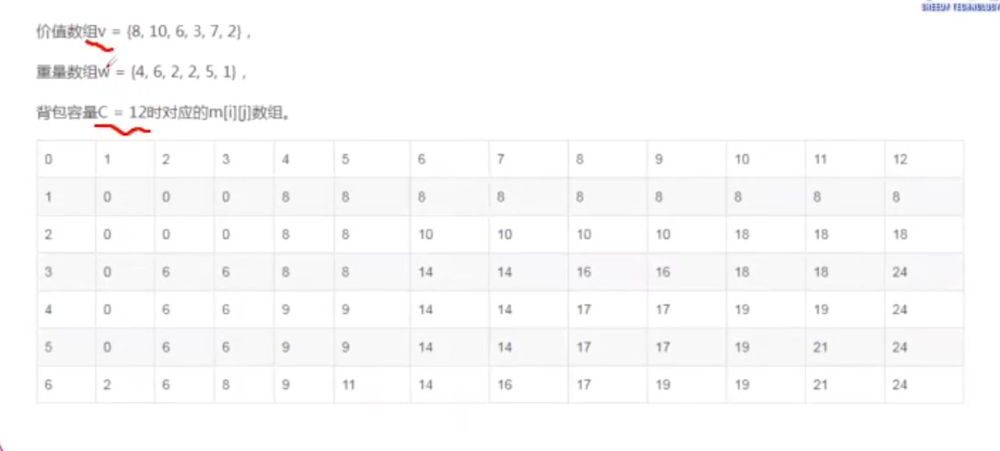 价值数组v = {8, 10, 6, 3, 7, 2} ,
重量数组w = {4, 6, 2, 2, 5, 1} ,
背包容量C = 12时对应的m[i][j]数组。
0 1 2 3 4 5 6 7 8 9 10 11 12
1 0 0 0 8 8 8 8 8 8 8 8 8
2 0 0 0 8 8 10 10 10 10 18 18 18
3 0 6 6 8 8 14 14 16 16 18 18 24
4 0 6 6 9 9 14 14 17 17 19 19 24
5 0 6 6 9 9 14 14 17 17 19 21 24
6 2 6 8 9 11 14 16 17 19 19 21 24